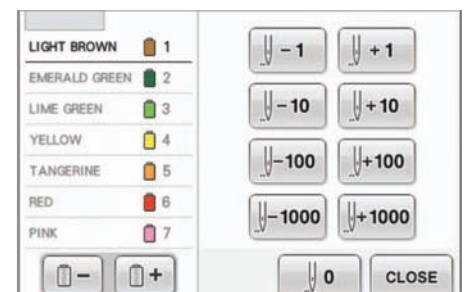 LIGHT BROWN 1
EMERALD GREEN 2
LIME GREEN 3
YELLOW 4
TANGERINE 5
RED 6
PINK 7
- +
-1 +1
-10 +10
-100 +100
-1000 +1000
0 CLOSE